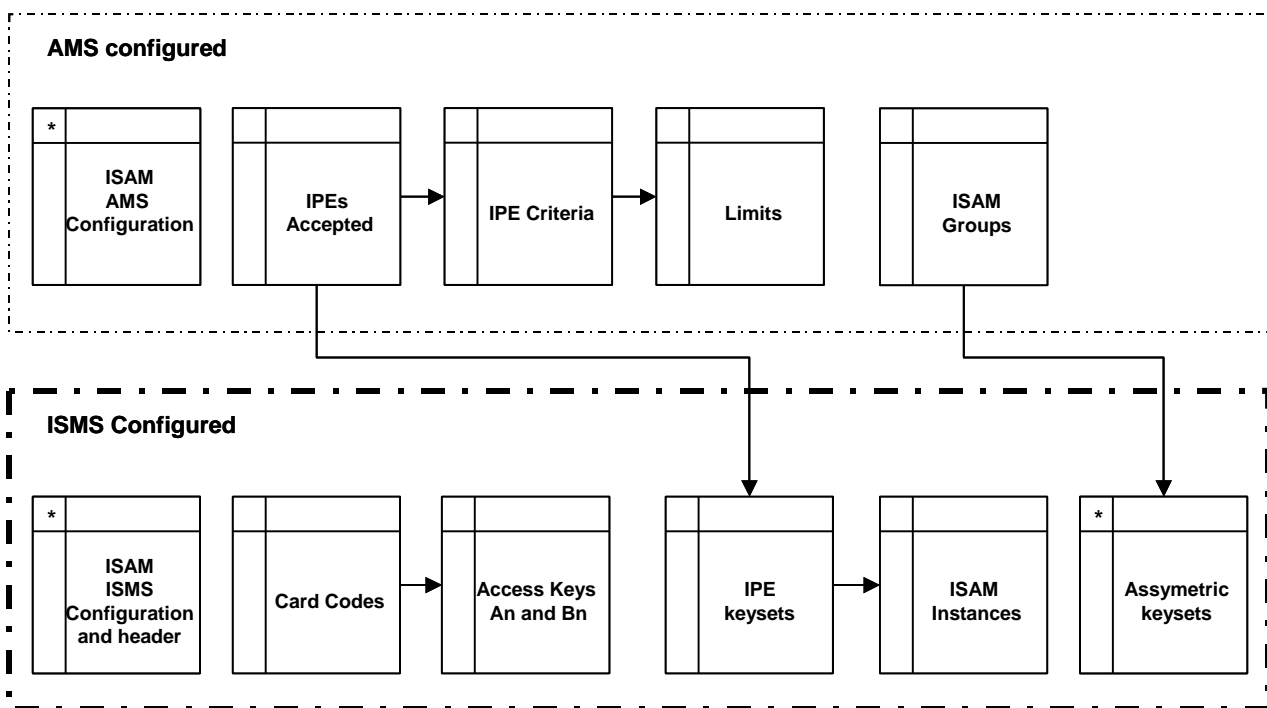 AMS configured
*
ISAM
AMS
Configuration
IPEs
Accepted
IPE Criteria
Limits
ISAM
Groups
ISMS Configured
*
ISAM
ISMS
Configuration
and header
Card Codes
Access Keys
An and Bn
IPE
keysets
ISAM
Instances
*
Assymetric
keysets